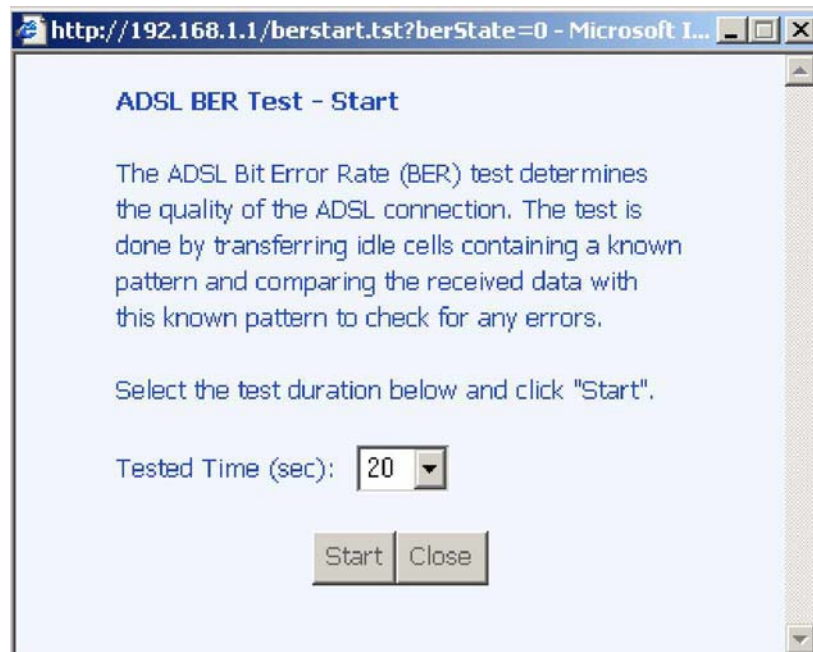 http://192.168.1.1/berstart.tst?berState=0 - Microsoft I...
ADSL BER Test - Start
The ADSL Bit Error Rate (BER) test determines
the quality of the ADSL connection. The test is
done by transferring idle cells containing a known
pattern and comparing the received data with
this known pattern to check for any errors.
Select the test duration below and click "Start".
Tested Time (sec): 20
Start Close